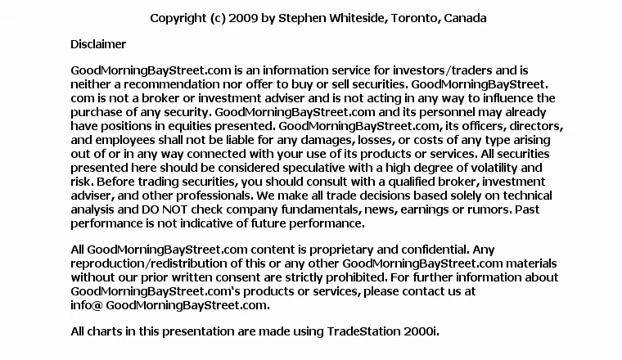 Copyright (c) 2009 by Stephen Whiteside, Toronto, Canada
Disclaimer
GoodMorningBayStreet.com is an information service for investors/traders and is
neither a recommendation nor offer to buy or sell securities. GoodMorningBayStreet.
com is not a broker or investment adviser and is not acting in any way to influence the
purchase of any security. GoodMorningBayStreet.com and its personnel may already
have positions in equities presented. GoodMorningBayStreet.com, its officers, directors,
and employees shall not be liable for any damages, losses, or costs of any type arising
out of or in any way connected with your use of its products or services. All securities
presented here should be considered speculative with a high degree of volatility and
risk. Before trading securities, you should consult with a qualified broker, investment
adviser, and other professionals. We make all trade decisions based solely on technical
analysis and DO NOT check company fundamentals, news, earnings or rumors. Past
performance is not indicative of future performance.
All GoodMorningBayStreet.com content is proprietary and confidential. Any
reproduction/redistribution of this or any other GoodMorningBayStreet.com materials
without our prior written consent are strictly prohibited. For further information about
GoodMorningBayStreet.com's products or services, please contact us at
info@ GoodMorningBayStreet.com.
All charts in this presentation are made using TradeStation 2000i.